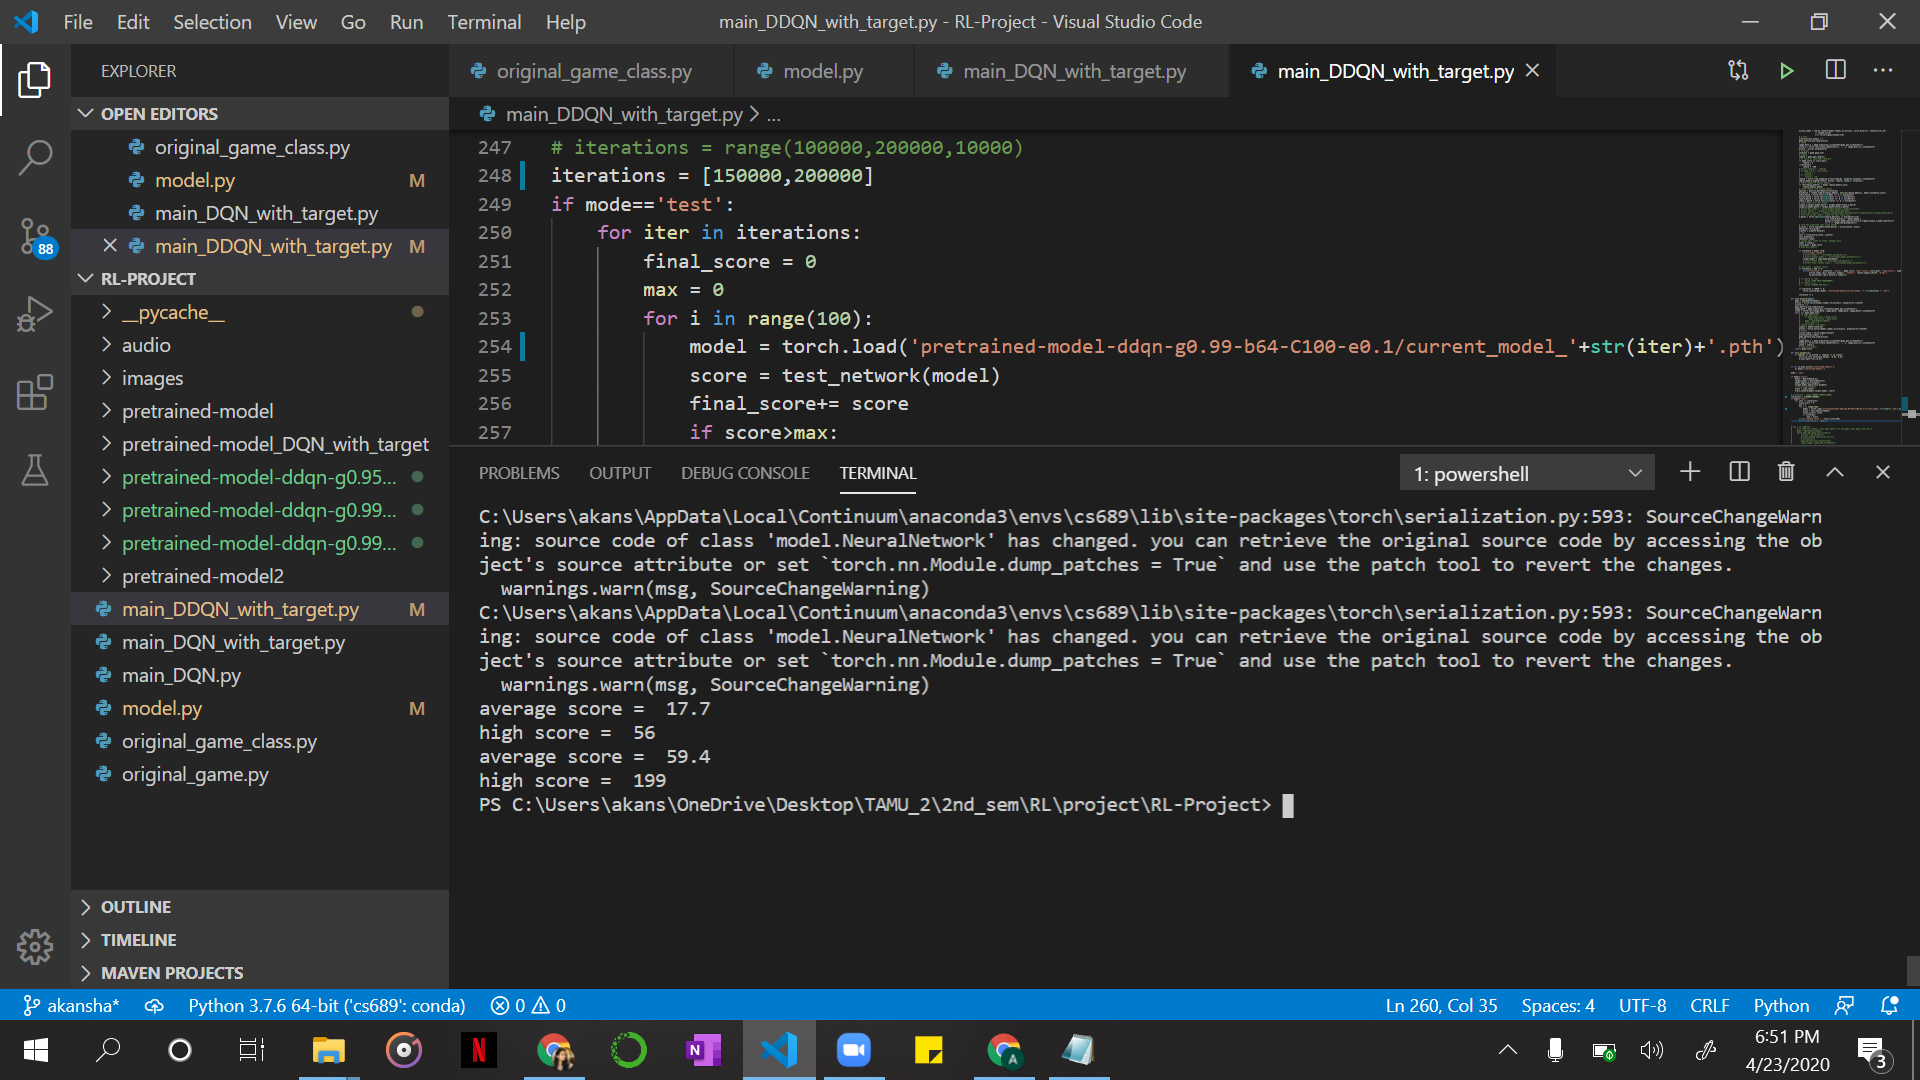 File Edit Selection View Go Run Terminal Help
main_DDQN_with_target.py - RL-Project - Visual Studio Code
EXPLORER
OPEN EDITORS
original_game_class.py
model.py M
main_DQN_with_target.py
main_DDQN_with_target.py M
RL-PROJECT
__pycache__
audio
images
pretrained-model
pretrained-model_DQN_with_target
pretrained-model-ddqn-g0.95...
pretrained-model-ddqn-g0.99...
pretrained-model-ddqn-g0.99...
pretrained-model2
main_DDQN_with_target.py M
main_DQN_with_target.py
main_DQN.py
model.py M
original_game_class.py
original_game.py
OUTLINE
TIMELINE
MAVEN PROJECTS
88
original_game_class.py model.py main_DQN_with_target.py main_DDQN_with_target.py
main_DDQN_with_target.py > ...
247 # iterations = range(100000,200000,10000)
248 iterations = [150000,200000]
249 if mode=='test':
250 for iter in iterations:
251 final_score = 0
252 max = 0
253 for i in range(100):
254 model = torch.load('pretrained-model-ddqn-g0.99-b64-C100-e0.1/current_model_'+str(iter)+'.pth')
255 score = test_network(model)
256 final_score+= score
257 if score>max:
PROBLEMS OUTPUT DEBUG CONSOLE TERMINAL
1: powershell
C:\Users\akans\AppData\Local\Continuum\anaconda3\envs\cs689\lib\site-packages\torch\serialization.py:593: SourceChangeWarn
ing: source code of class 'model.NeuralNetwork' has changed. you can retrieve the original source code by accessing the ob
ject's source attribute or set `torch.nn.Module.dump_patches = True` and use the patch tool to revert the changes.
warnings.warn(msg, SourceChangeWarning)
C:\Users\akans\AppData\Local\Continuum\anaconda3\envs\cs689\lib\site-packages\torch\serialization.py:593: SourceChangeWarn
ing: source code of class 'model.NeuralNetwork' has changed. you can retrieve the original source code by accessing the ob
ject's source attribute or set `torch.nn.Module.dump_patches = True` and use the patch tool to revert the changes.
warnings.warn(msg, SourceChangeWarning)
average score =  17.7
high score =  56
average score =  59.4
high score =  199
PS C:\Users\akans\OneDrive\Desktop\TAMU_2\2nd_sem\RL\project\RL-Project>
akansha* Python 3.7.6 64-bit ('cs689': conda) 0 0
Ln 260, Col 35 Spaces: 4 UTF-8 CRLF Python
N
N
A
6:51 PM
4/23/2020
3